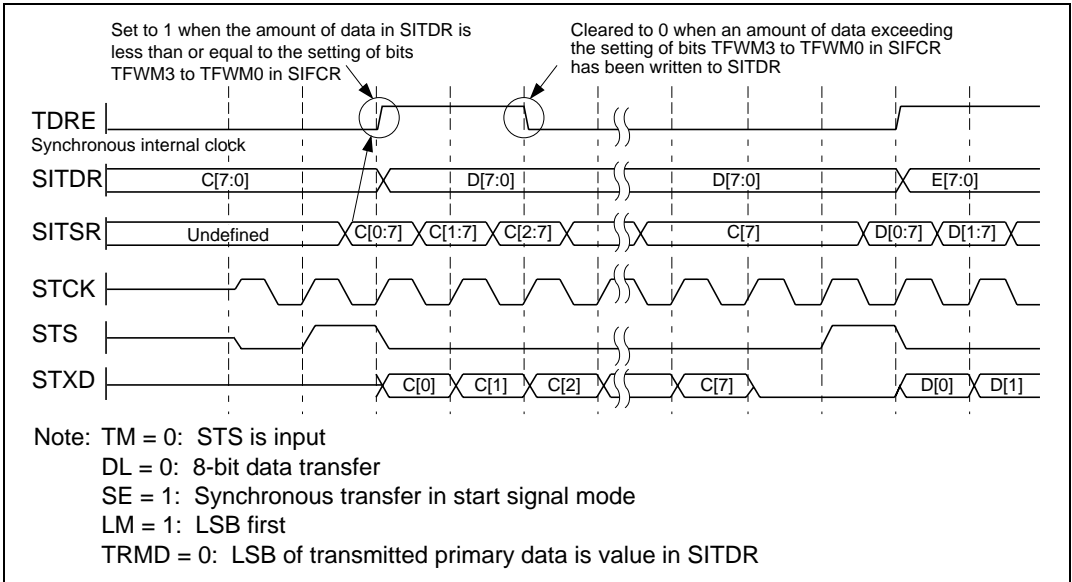 Set to 1 when the amount of data in SITDR is
less than or equal to the setting of bits
TFWM3 to TFWM0 in SIFCR
Cleared to 0 when an amount of data exceeding
the setting of bits TFWM3 to TFWM0 in SIFCR
has been written to SITDR
TDRE
Synchronous internal clock
SITDR C[7:0] D[7:0] D[7:0] E[7:0]
SITSR Undefined C[0:7] C[1:7] C[2:7] C[7] D[0:7] D[1:7]
STCK
STS
STXD C[0] C[1] C[2] C[7] D[0] D[1]
Note: TM = 0: STS is input
DL = 0: 8-bit data transfer
SE = 1: Synchronous transfer in start signal mode
LM = 1: LSB first
TRMD = 0: LSB of transmitted primary data is value in SITDR